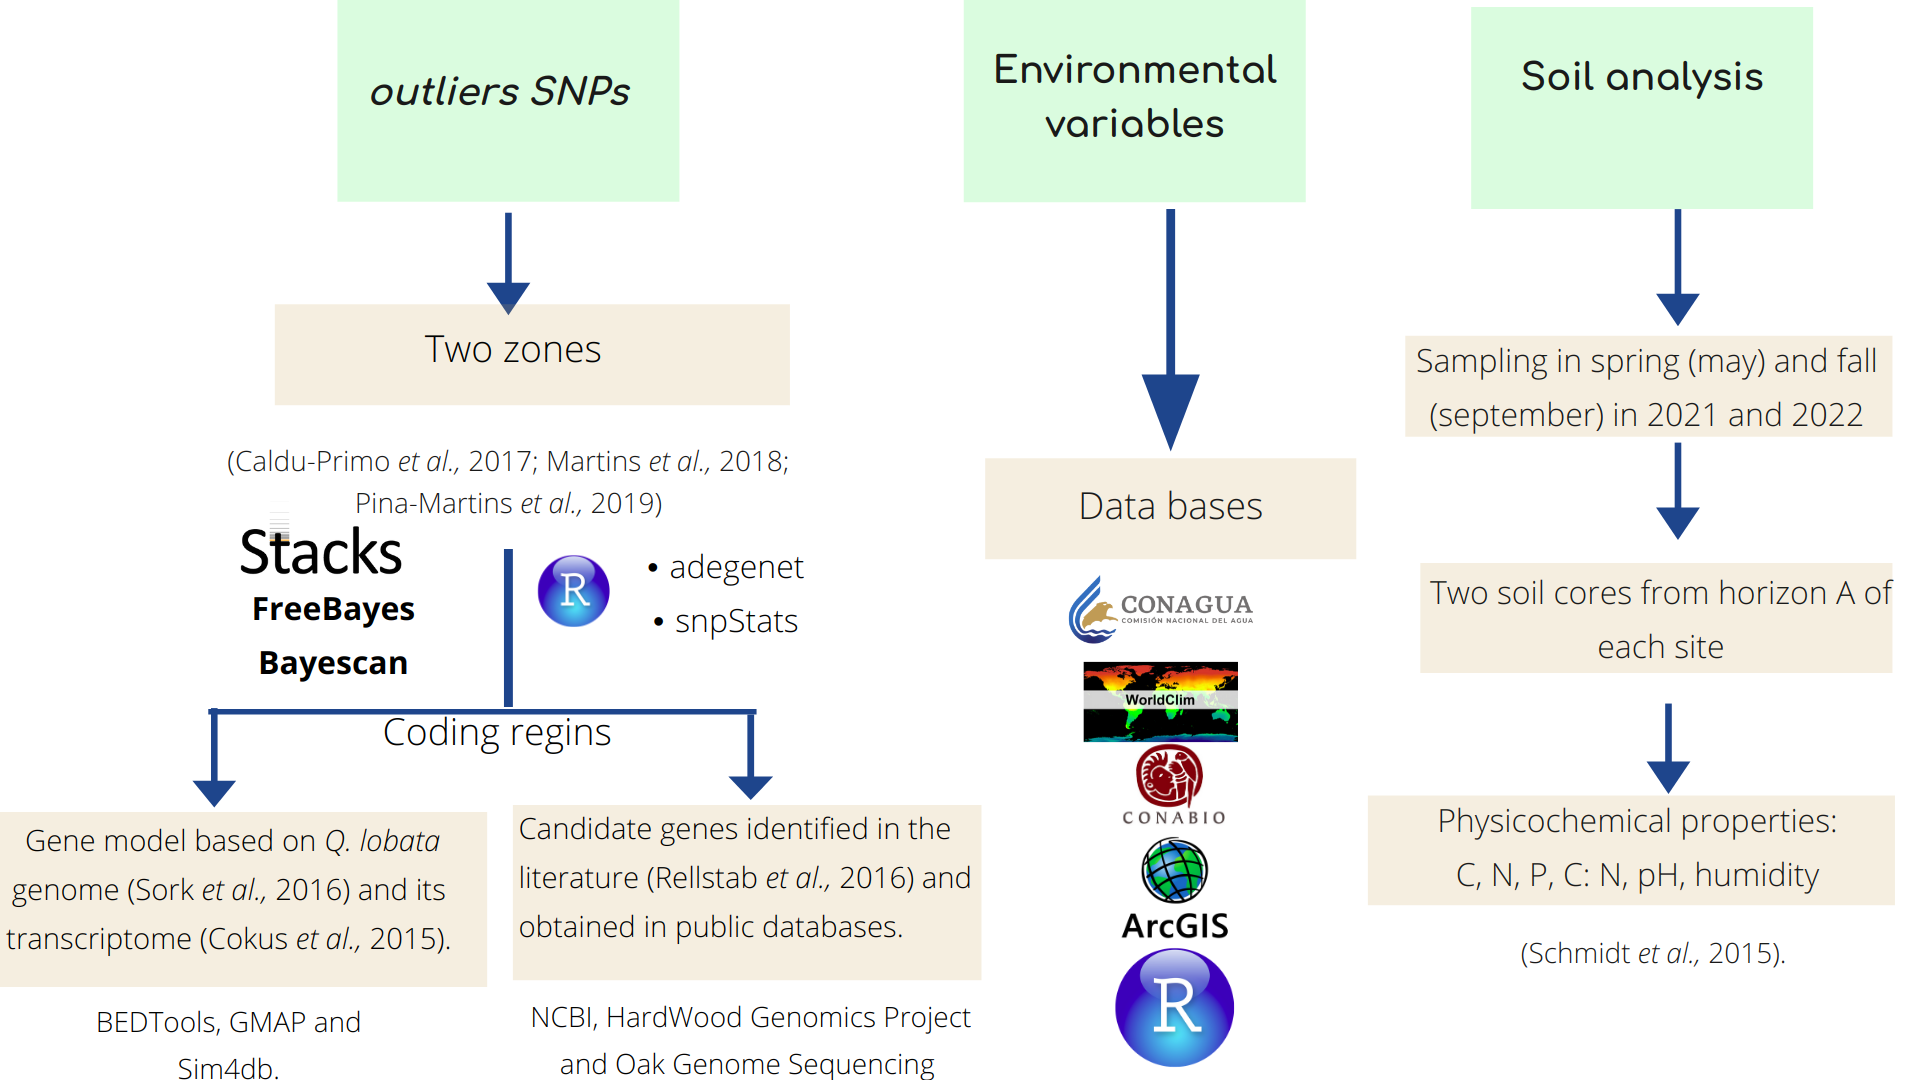 outliers SNPs
Two zones
(Caldu-Primo et al., 2017; Martins et al., 2018;
Pina-Martins et al., 2019)
Stacks
FreeBayes
Bayescan
R
• adegenet
• snpStats
Coding regins
Gene model based on Q. lobata
genome (Sork et al., 2016) and its
transcriptome (Cokus et al., 2015).
BEDTools, GMAP and
Sim4db.
Candidate genes identified in the
literature (Rellstab et al., 2016) and
obtained in public databases.
NCBI, HardWood Genomics Project
and Oak Genome Sequencing
Environmental
variables
Data bases
CONAGUA
COMISIÓN NACIONAL DEL AGUA
WorldClim
CONABIO
ArcGIS
R
Soil analysis
Sampling in spring (may) and fall
(september) in 2021 and 2022
Two soil cores from horizon A of
each site
Physicochemical properties:
C, N, P, C: N, pH, humidity
(Schmidt et al., 2015).